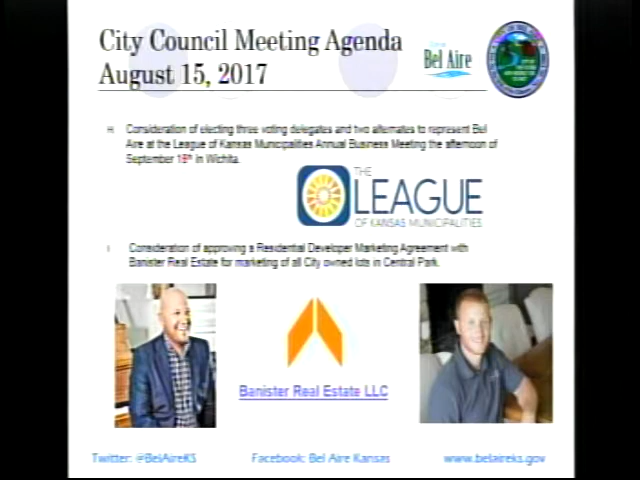 City Council Meeting Agenda
August 15, 2017
Bel Aire
H Consideration of electing three voting delegates and two alternates to represent Bel
Aire at the League of Kansas Municipalities Annual Business Meeting the afternoon of
in Wichita.
September
THE
LEAGUE
OF KANSAS MUNICIPALITIES
I Consideration of approving a Residential Developer Marketing Agreement with
Banister Real Estate for marketing of all City owned lots in Central Park.
Banister Real Estate LLC
Twitter: @BelAireKS Facebook: Bel Aire Kansas www.belaireks.gov